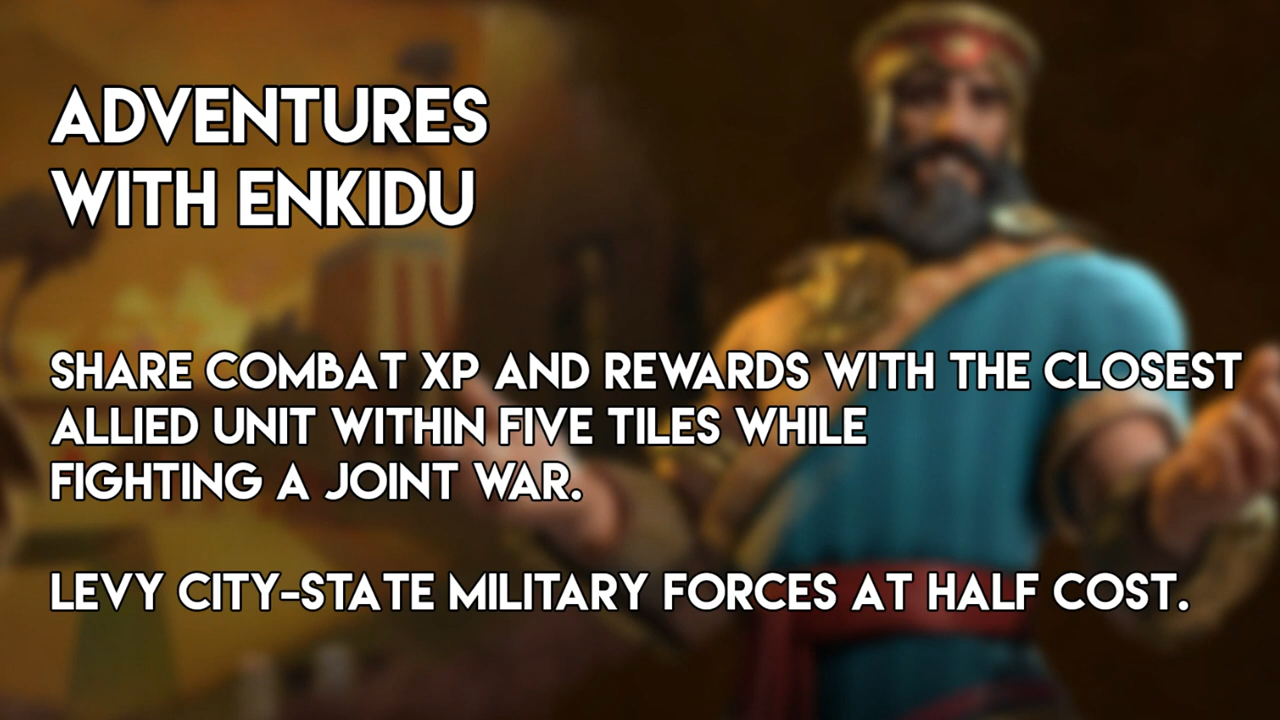 ADVENTURES
WITH ENKIDU
SHARE COMBAT XP AND REWARDS WITH THE CLOSEST
ALLIED UNIT WITHIN FIVE TILES WHILE
FIGHTING A JOINT WAR.
LEVY CITY-STATE MILITARY FORCES AT HALF COST.